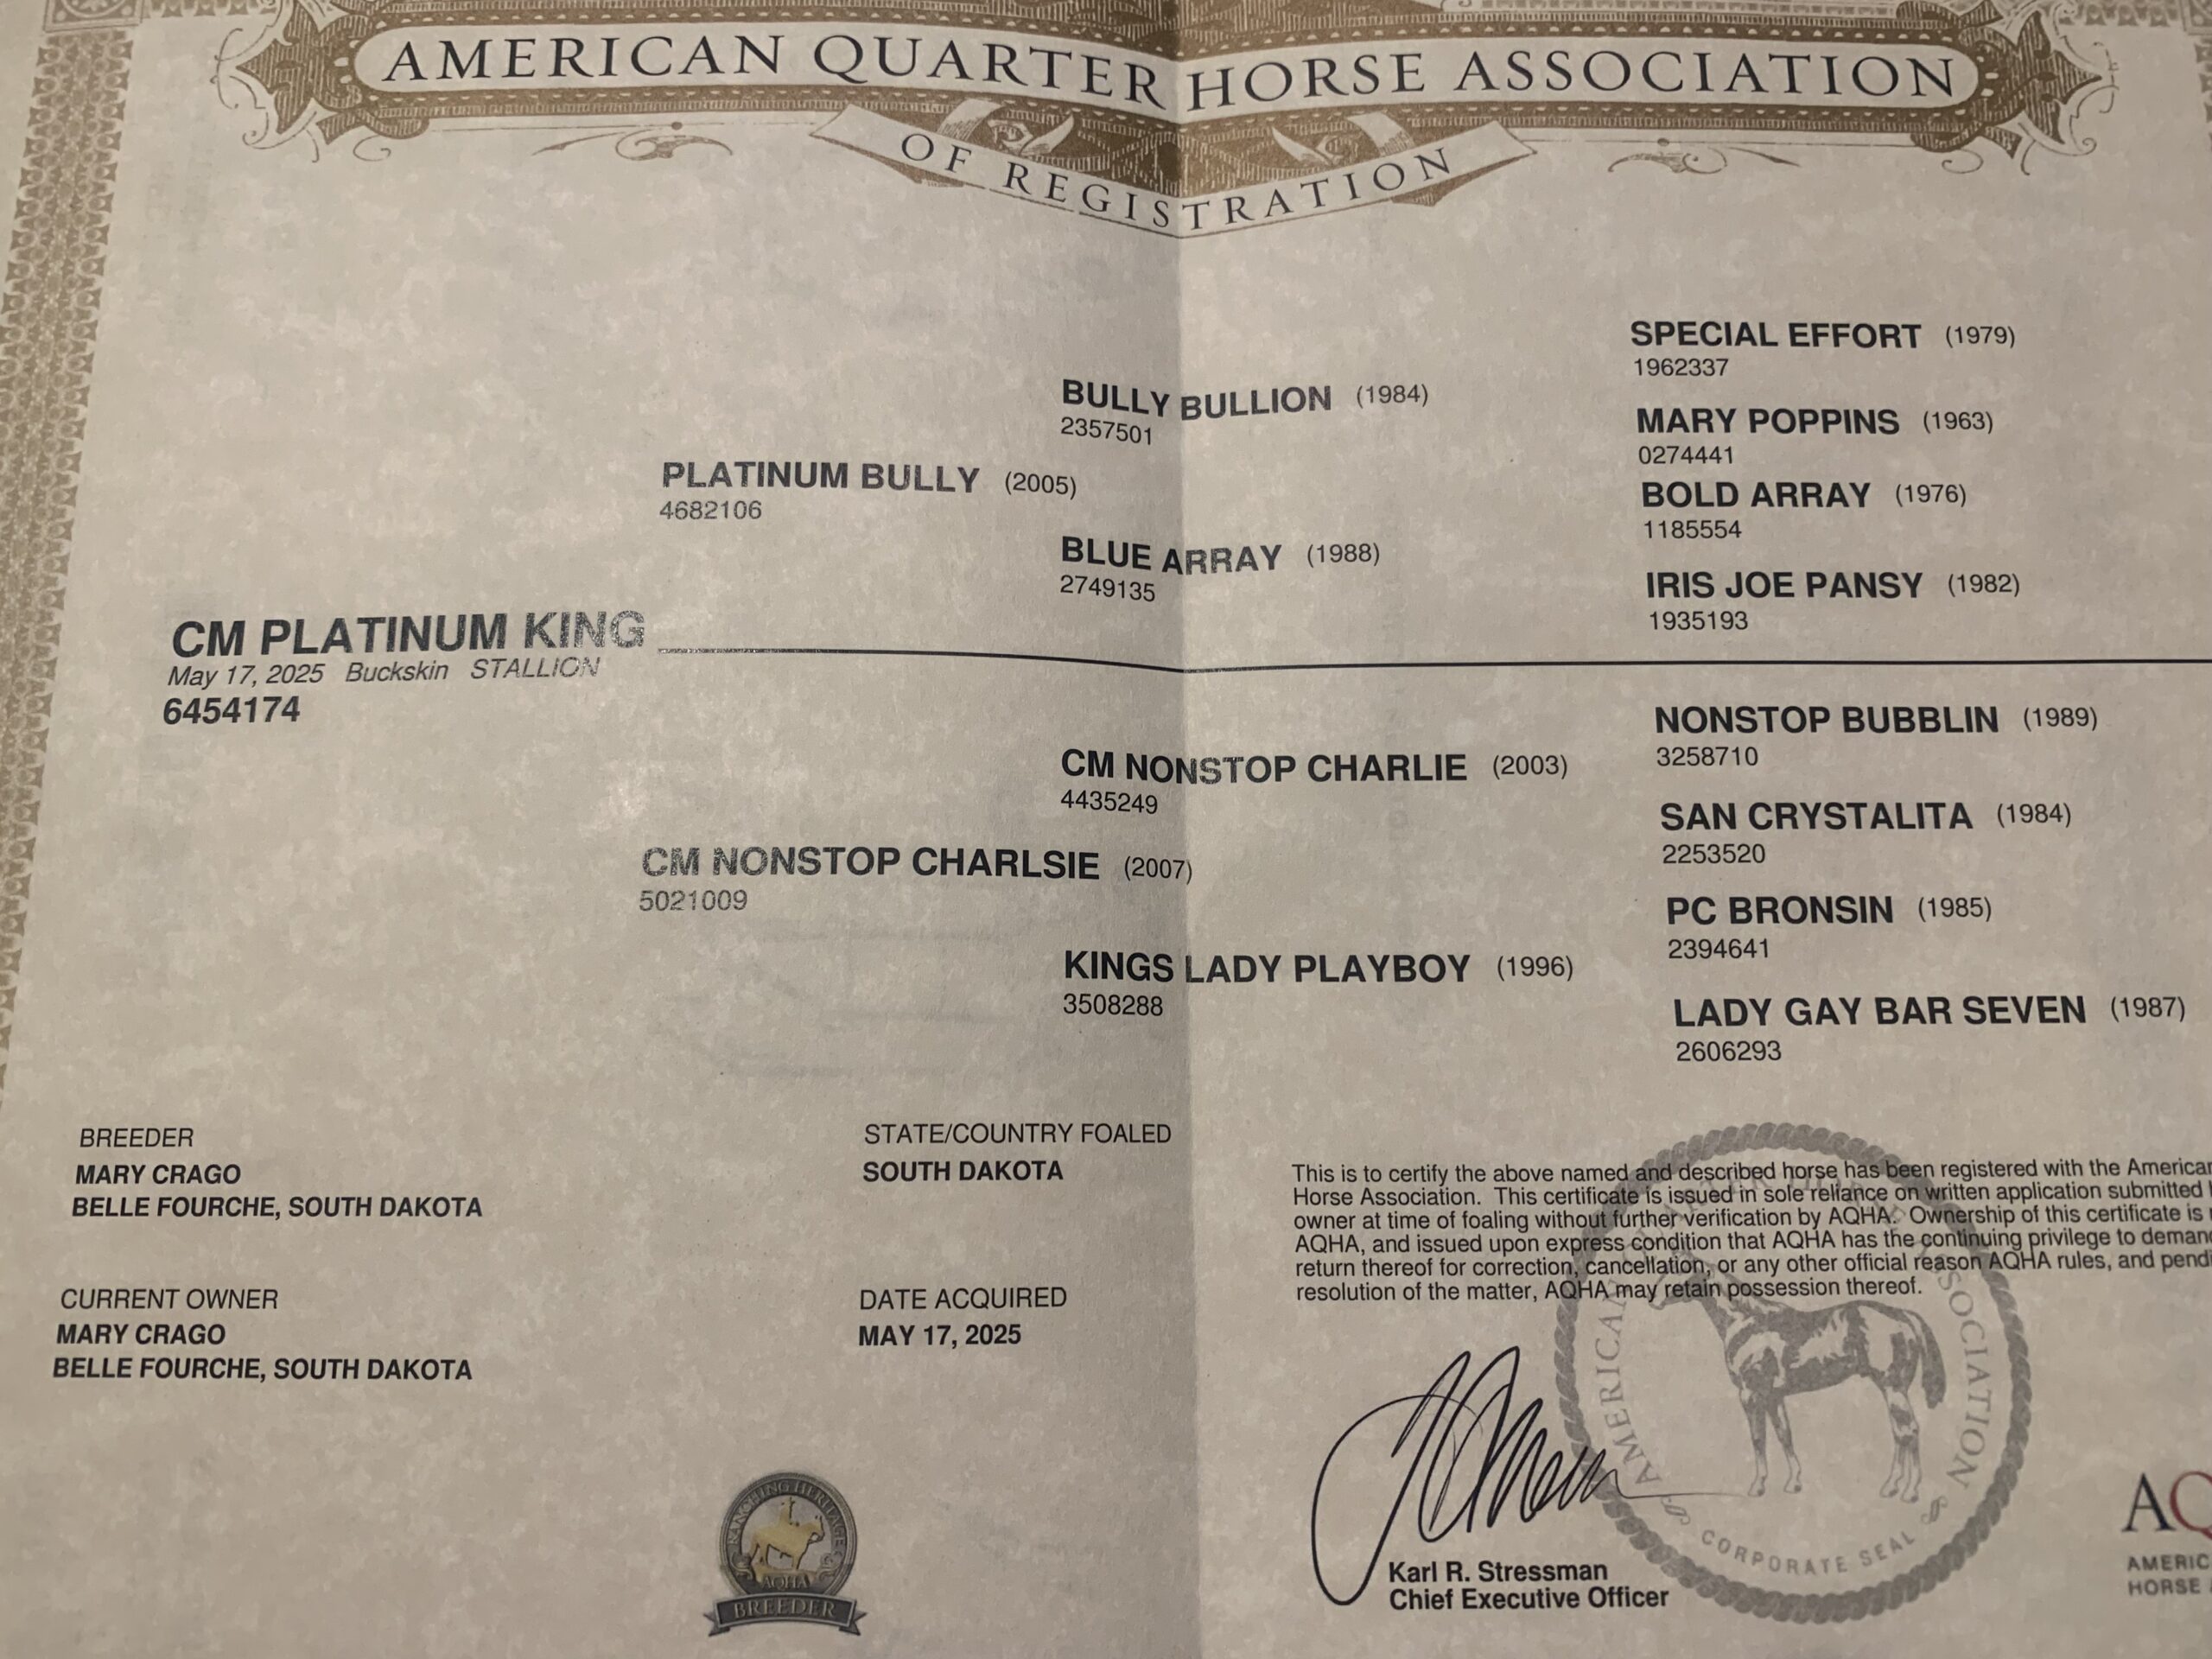 AMERICAN QUARTER HORSE ASSOCIATION
OF REGISTRATION
SPECIAL EFFORT (1979)
1962337
BULLY BULLION (1984)
2357501
MARY POPPINS (1963)
0274441
PLATINUM BULLY (2005)
4682106
BOLD ARRAY (1976)
1185554
BLUE ARRAY (1988)
2749135
IRIS JOE PANSY (1982)
1935193
CM PLATINUM KING
May 17, 2025 Buckskin STALLION
6454174
NONSTOP BUBBLIN (1989)
3258710
CM NONSTOP CHARLIE (2003)
4435249
SAN CRYSTALITA (1984)
2253520
CM NONSTOP CHARLSIE (2007)
5021009
PC BRONSIN (1985)
2394641
KINGS LADY PLAYBOY (1996)
3508288
LADY GAY BAR SEVEN (1987)
2606293
BREEDER
MARY CRAGO
BELLE FOURCHE, SOUTH DAKOTA
STATE/COUNTRY FOALED
SOUTH DAKOTA
CURRENT OWNER
MARY CRAGO
BELLE FOURCHE, SOUTH DAKOTA
DATE ACQUIRED
MAY 17, 2025
This is to certify the above named and described horse has been registered with the American
Horse Association. This certificate is issued in sole reliance on written application submitted
owner at time of foaling without further verification by AQHA. Ownership of this certificate is
AQHA, and issued upon express condition that AQHA has the continuing privilege to demand
return thereof for correction, cancellation, or any other official reason AQHA rules, and pendi
resolution of the matter, AQHA may retain possession thereof.
Karl R. Stressman
Chief Executive Officer
RANCHING HERITAGE
AQHA
BREEDER
AMERICAN ASSOCIATION
CORPORATE SEAL
AQ
AMERIC
HORSE